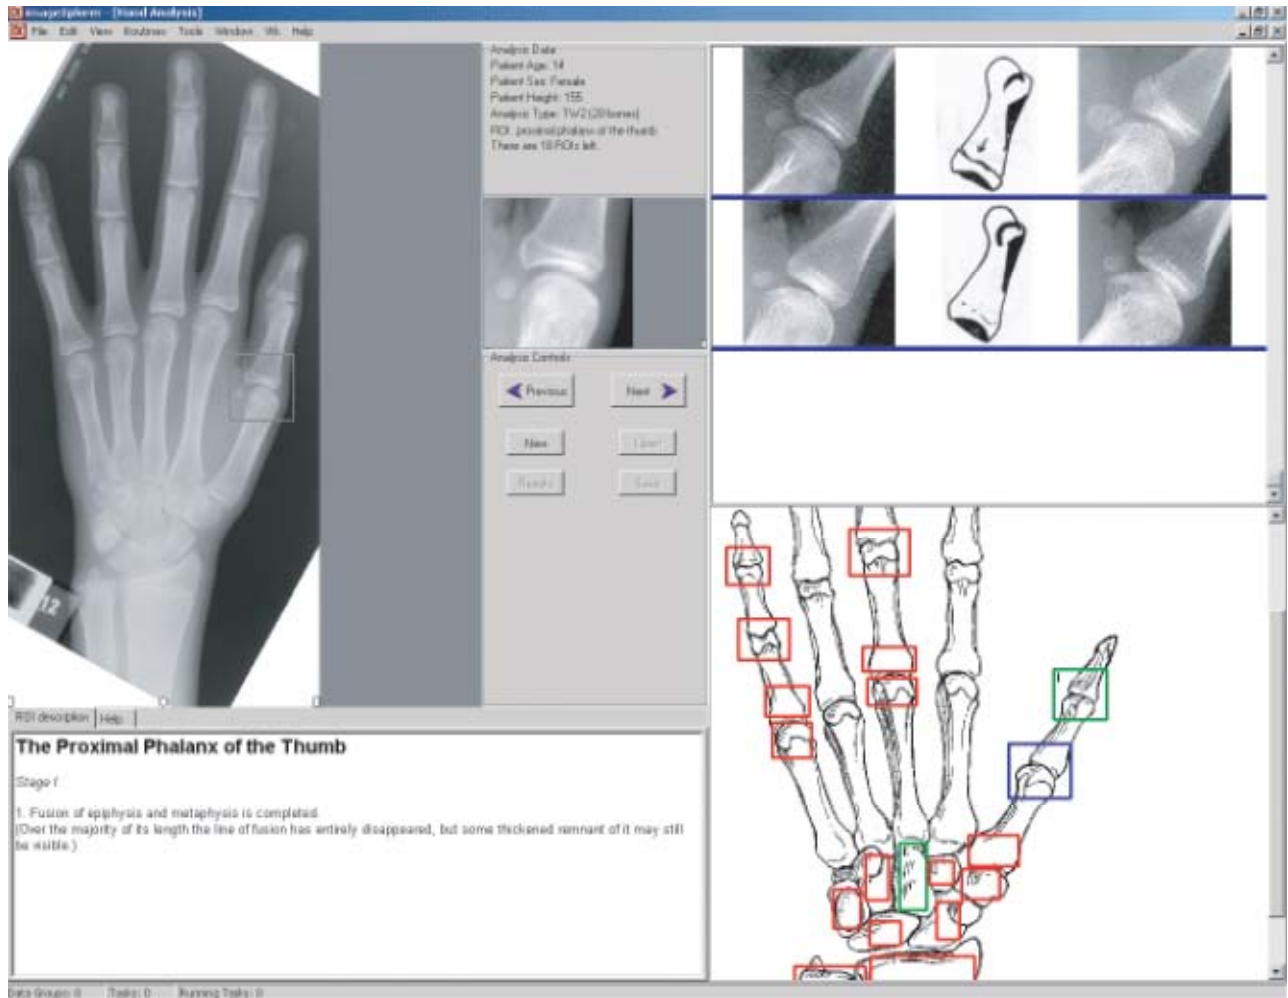 ImageSpherm - [Hand Analysis]
File Edit View Routines Tools Window Help
Analysis Data
Patient Age: 14
Patient Sex: Female
Patient Height: 155
Analysis Type: TW2 (20 bones)
ROI: proximal phalanx of the thumb
There are 18 ROIs left.
Analysis Controls
Previous
Next
New
Results
Save
12
ROI description
Help
The Proximal Phalanx of the Thumb
Stage I
1. Fusion of epiphysis and metaphysis is completed.
(Over the majority of its length the line of fusion has entirely disappeared, but some thickened remnant of it may still
be visible.)
I
Data Groups: 0 Tasks: 0 Running Tasks: 0